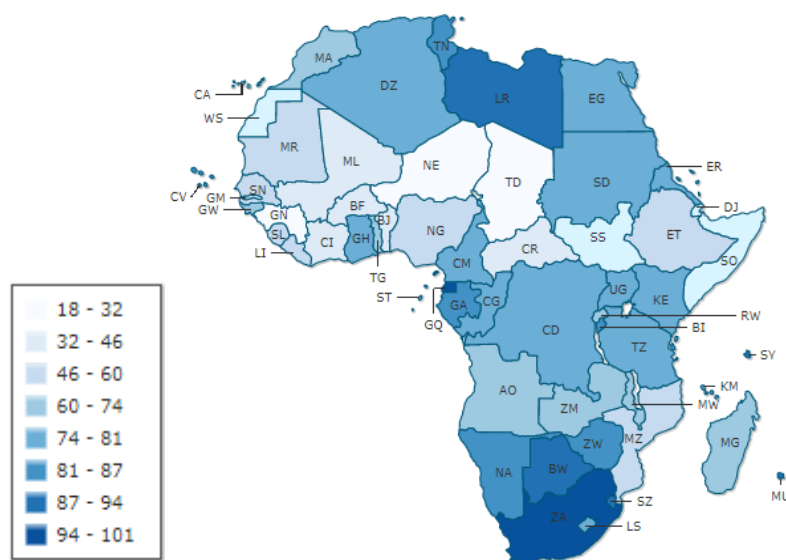 TN
MA
DZ
LR
EG
CA
WS
MR
ML
NE
TD
SD
ER
CV
SN
GM
GW
GN
BF
BJ
DJ
SL
CI
GH
NG
CR
SS
ET
SO
LI
TG
CM
ST
GQ
GA
CG
UG
KE
RW
BI
CD
TZ
SY
KM
MW
AO
ZM
MZ
MG
ZW
NA
BW
MU
SZ
ZA
LS
18 - 32
32 - 46
46 - 60
60 - 74
74 - 81
81 - 87
87 - 94
94 - 101